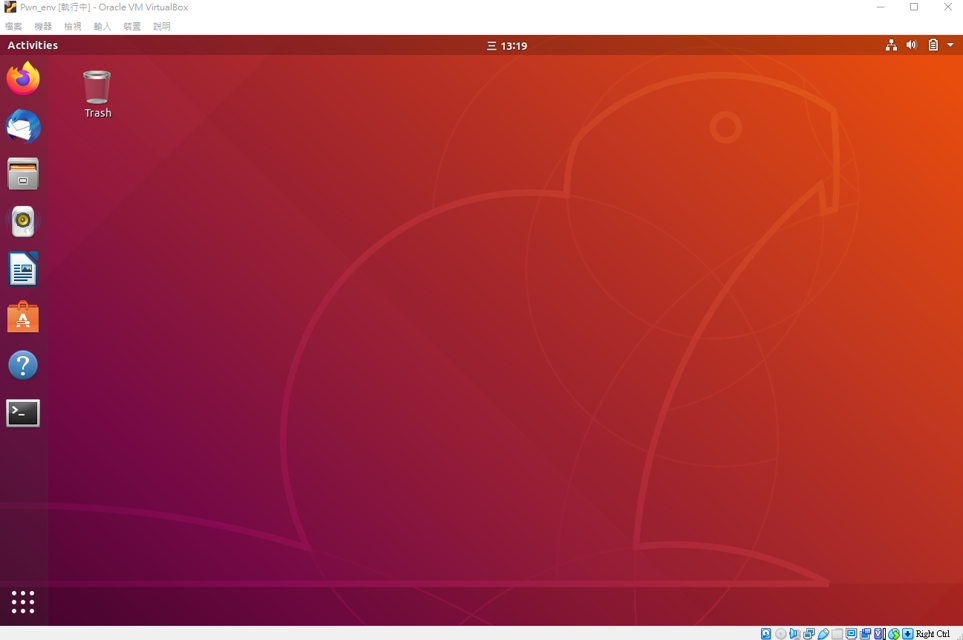 Pwn_env [執行中] - Oracle VM VirtualBox
檔案 機器 檢視 輸入 裝置 說明
Activities 三 13:19
Trash
Right Ctrl